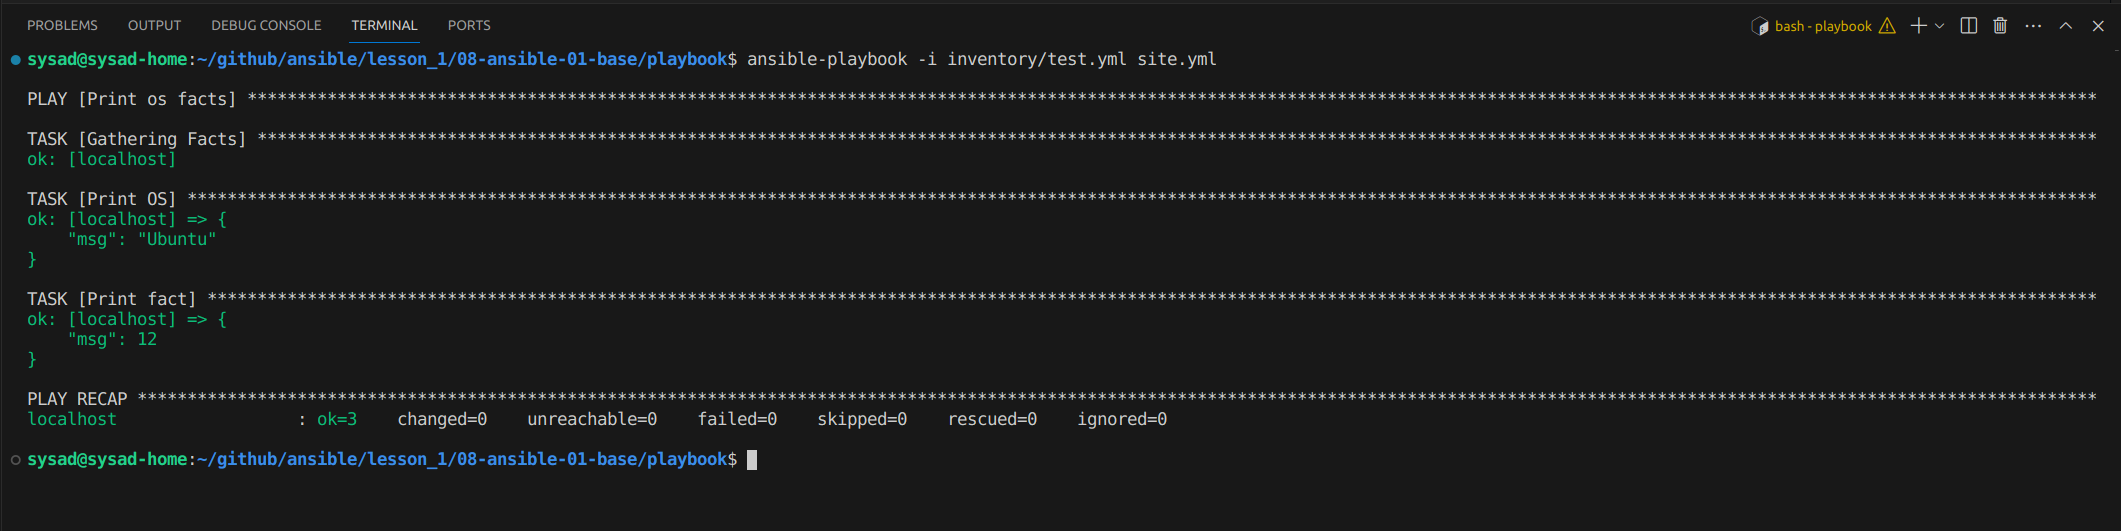 PROBLEMS OUTPUT DEBUG CONSOLE TERMINAL PORTS bash - playbook
sysad@sysad-home:~/github/ansible/lesson_1/08-ansible-01-base/playbook$ ansible-playbook -i inventory/test.yml site.yml
PLAY [Print os facts] *****************************************************************************************************************************************************************************************
TASK [Gathering Facts] ****************************************************************************************************************************************************************************************
ok: [localhost]
TASK [Print OS] ***********************************************************************************************************************************************************************************************
ok: [localhost] => {
    "msg": "Ubuntu"
}
TASK [Print fact] *********************************************************************************************************************************************************************************************
ok: [localhost] => {
    "msg": 12
}
PLAY RECAP ****************************************************************************************************************************************************************************************************
localhost                  : ok=3    changed=0    unreachable=0    failed=0    skipped=0    rescued=0    ignored=0
sysad@sysad-home:~/github/ansible/lesson_1/08-ansible-01-base/playbook$